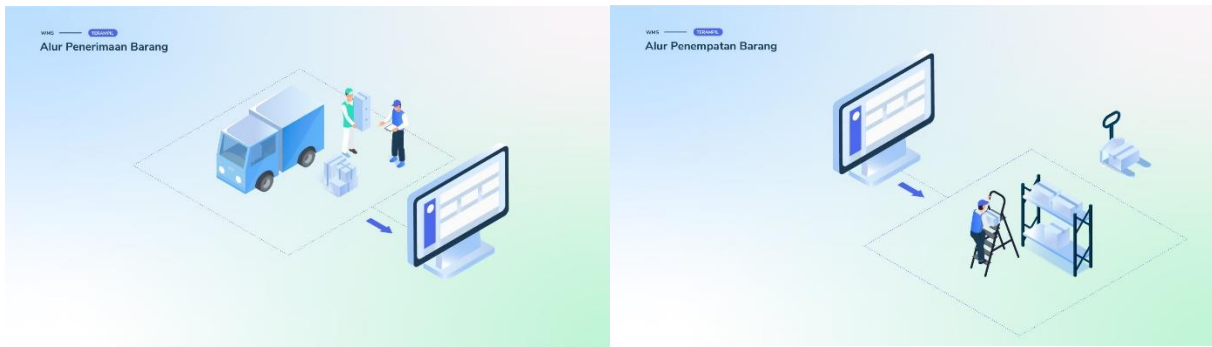 WMS TERAMPIL
Alur Penerimaan Barang
WMS TERAMPIL
Alur Penempatan Barang